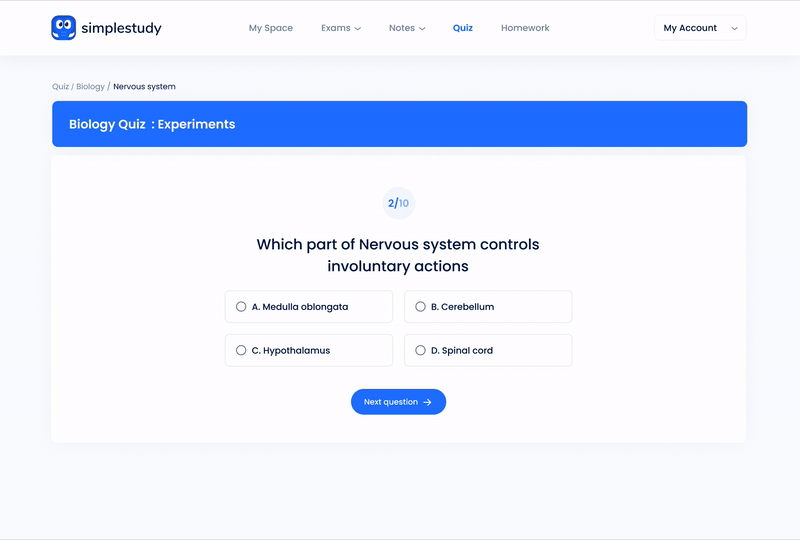 simplestudy
My Space Exams Notes Quiz Homework My Account
Quiz / Biology / Nervous system
Biology Quiz : Experiments
2/10
Which part of Nervous system controls
involuntary actions
A. Medulla oblongata B. Cerebellum
C. Hypothalamus D. Spinal cord
Next question →